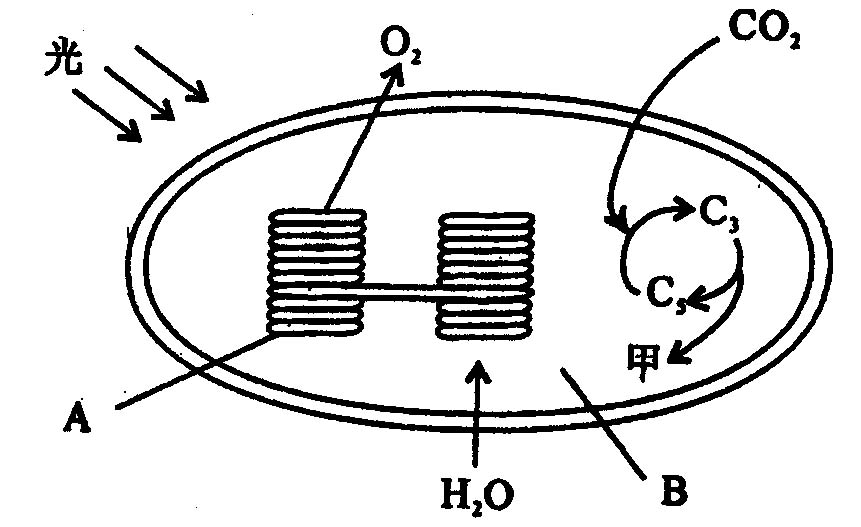 光
O₂
CO₂
C₃
C₅
甲
A
H₂O
B